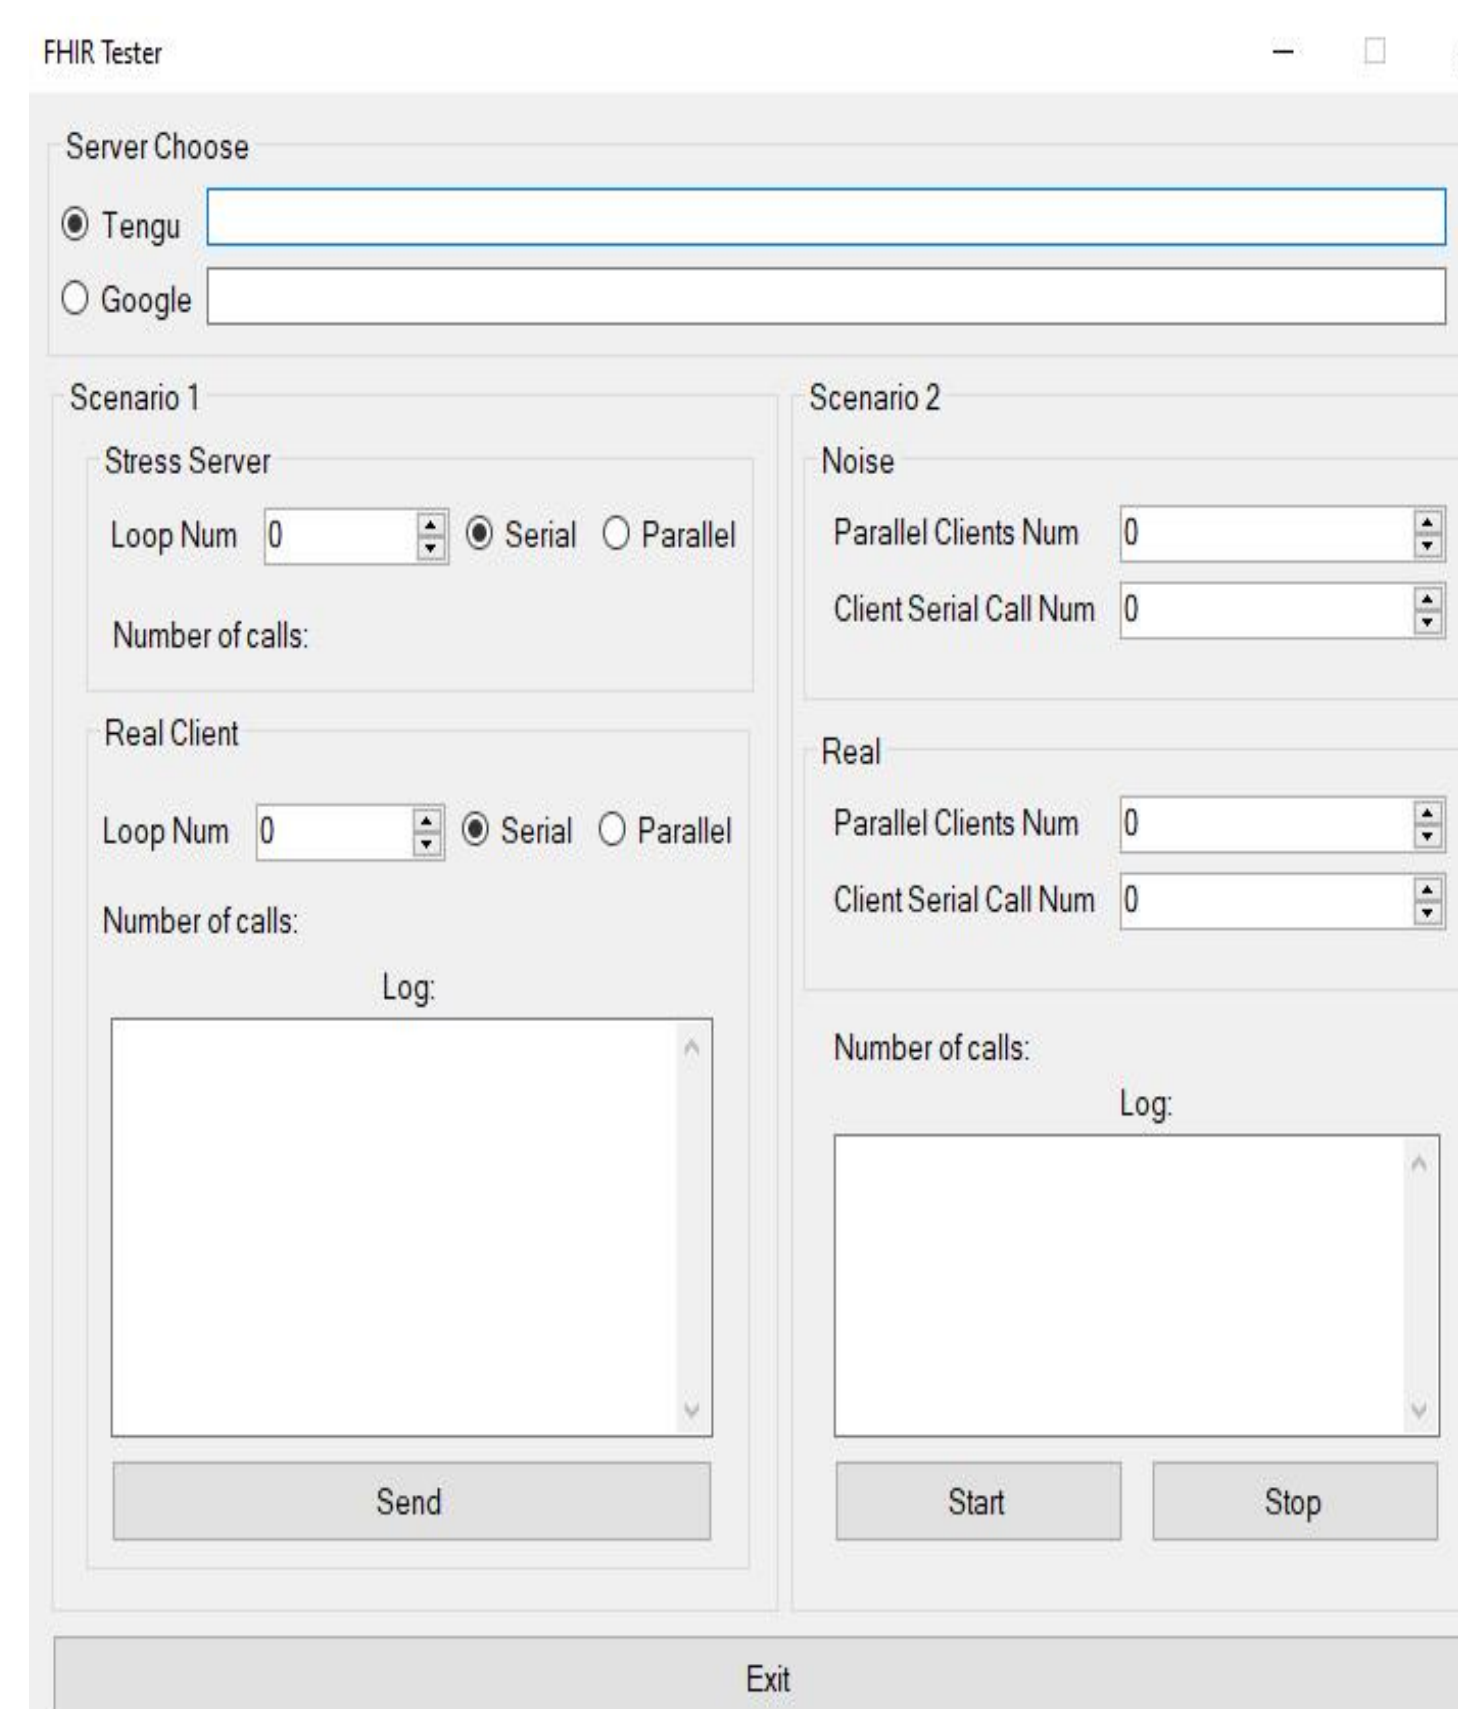 FHIR Tester
Server Choose
Tengu
Google
Scenario 1
Stress Server
Loop Num 0 Serial Parallel
Number of calls:
Real Client
Loop Num 0 Serial Parallel
Number of calls:
Log:
Send
Scenario 2
Noise
Parallel Clients Num 0
Client Serial Call Num 0
Real
Parallel Clients Num 0
Client Serial Call Num 0
Number of calls:
Log:
Start Stop
Exit